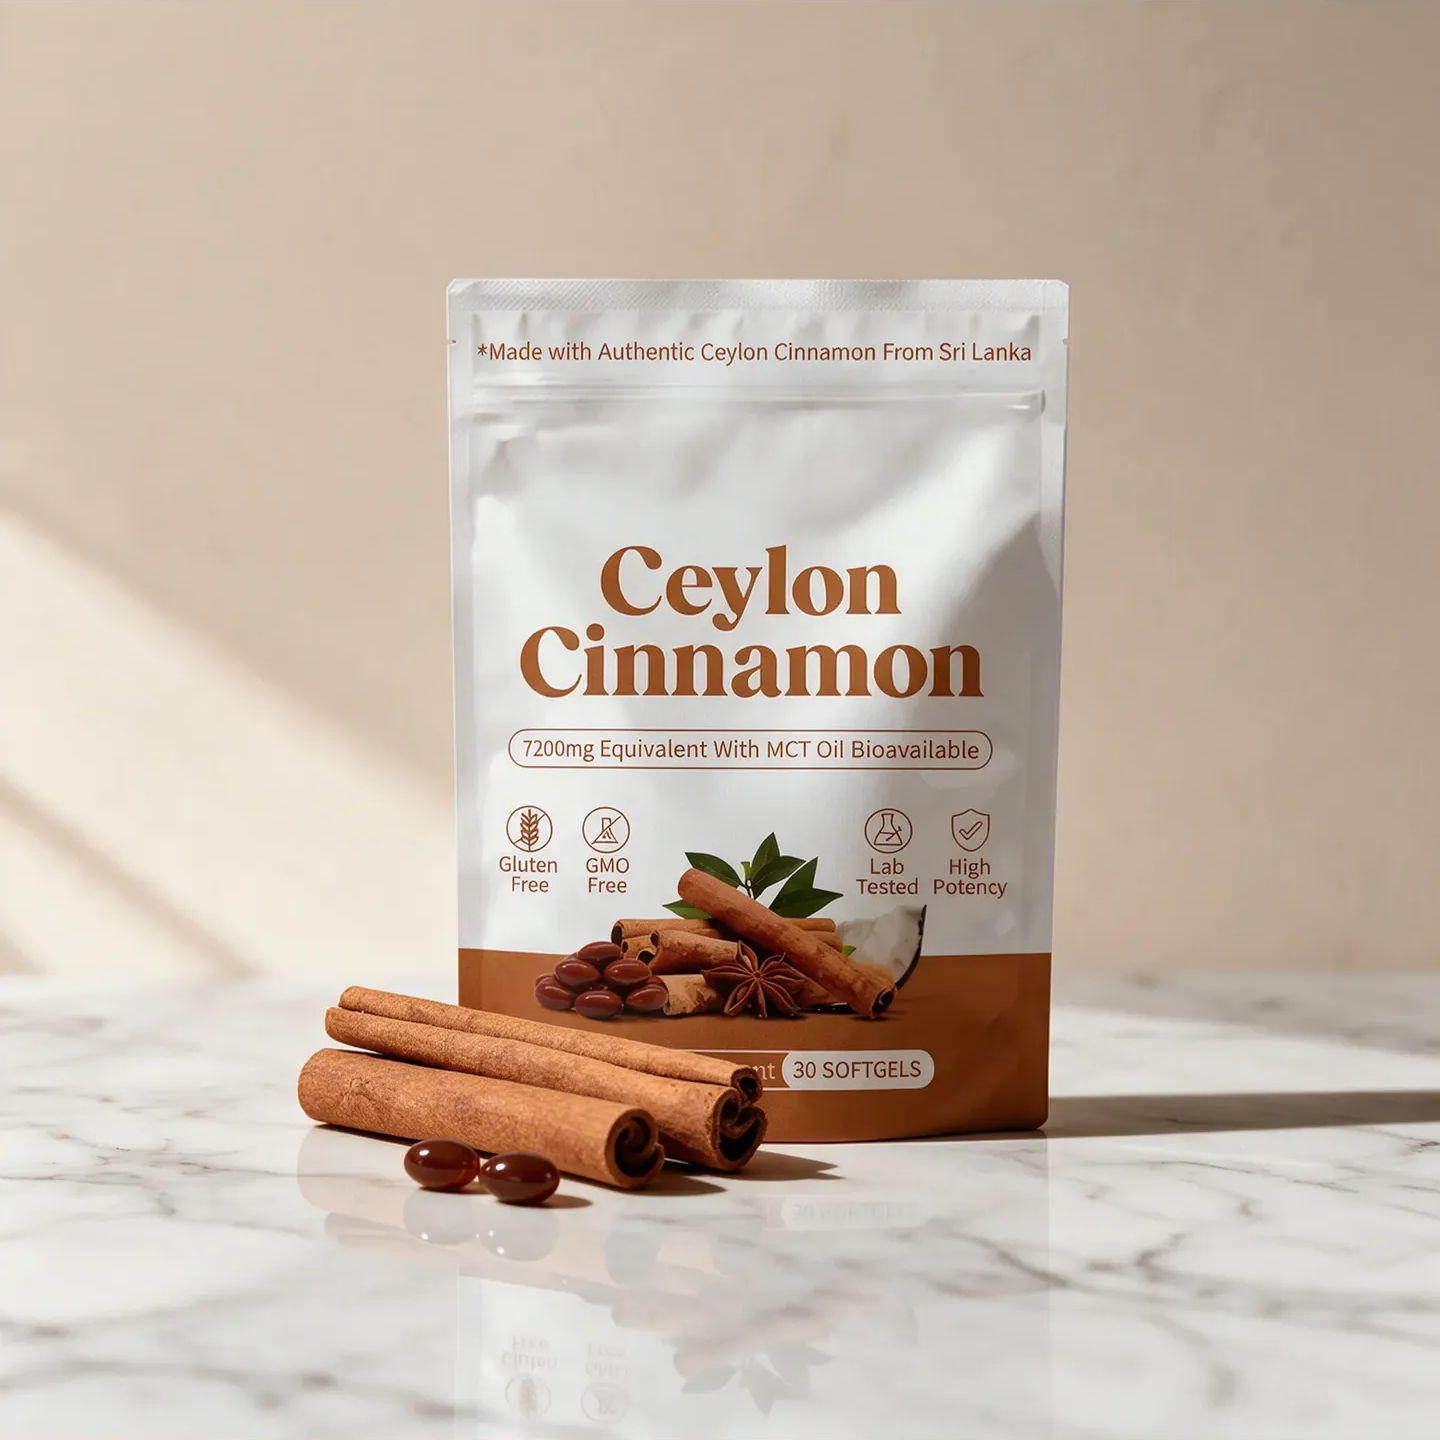 *Made with Authentic Ceylon Cinnamon From Sri Lanka
Ceylon
Cinnamon
7200mg Equivalent With MCT Oil Bioavailable
Gluten
Free
GMO
Free
Lab
Tested
High
Potency
30 SOFTGELS